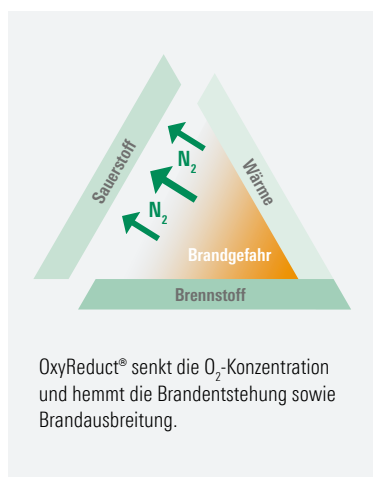 Sauerstoff
N₂
N₂
Wärme
Brandgefahr
Brennstoff
OxyReduct® senkt die O₂-Konzentration
und hemmt die Brandentstehung sowie
Brandausbreitung.